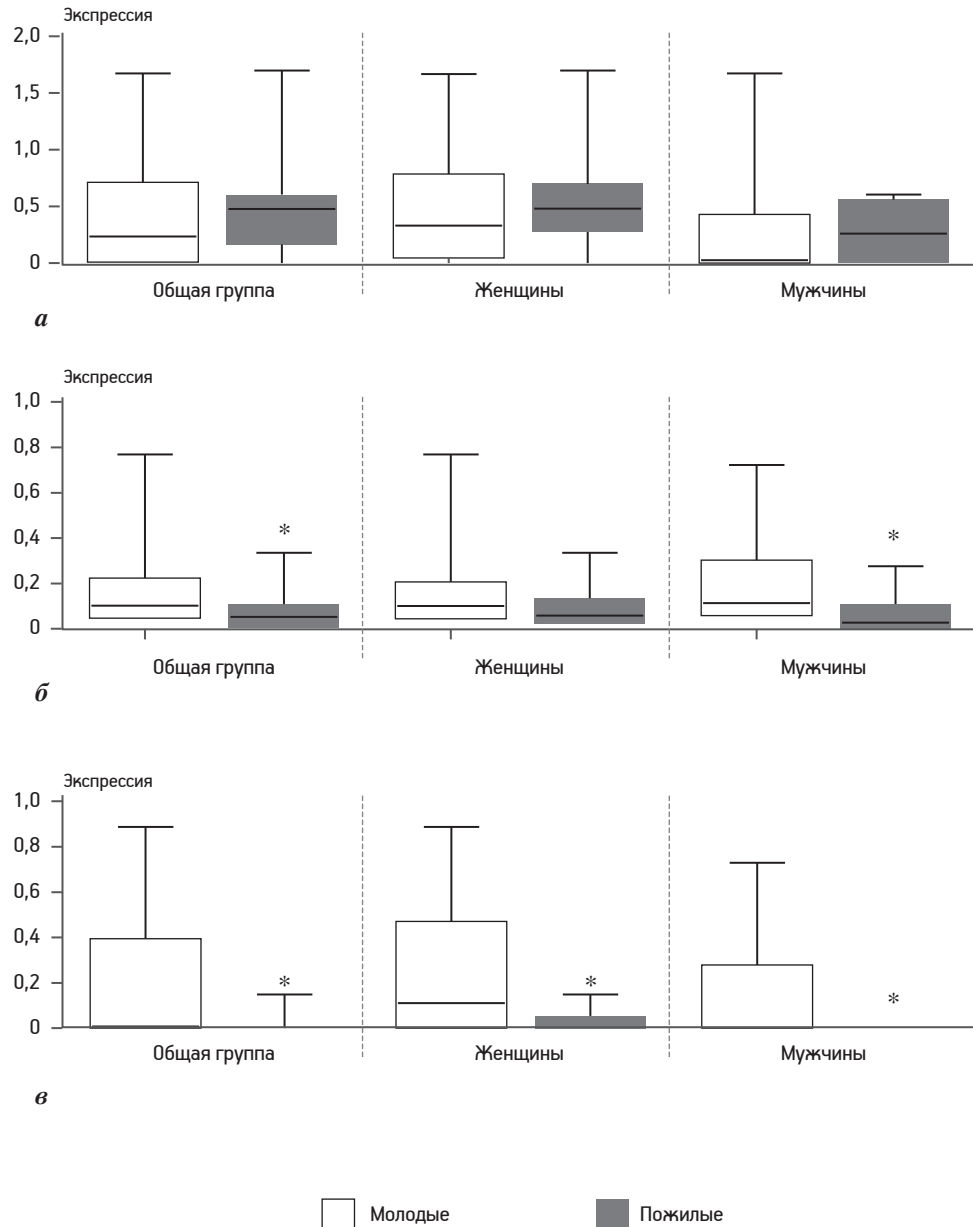 Экспрессия
2,0
1,5
1,0
0,5
0
Общая группа Женщины Мужчины
а
Экспрессия
1,0
0,8
0,6
0,4
0,2
0
* *
Общая группа Женщины Мужчины
б
Экспрессия
1,0
0,8
0,6
0,4
0,2
0
* * *
Общая группа Женщины Мужчины
в
Молодые Пожилые